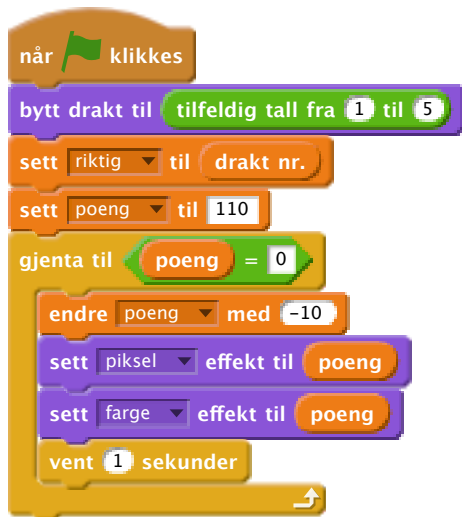 når klikkes
bytt drakt til tilfeldig tall fra 1 til 5
sett riktig til drakt nr.
sett poeng til 110
gjenta til poeng = 0
endre poeng med -10
sett piksel effekt til poeng
sett farge effekt til poeng
vent 1 sekunder